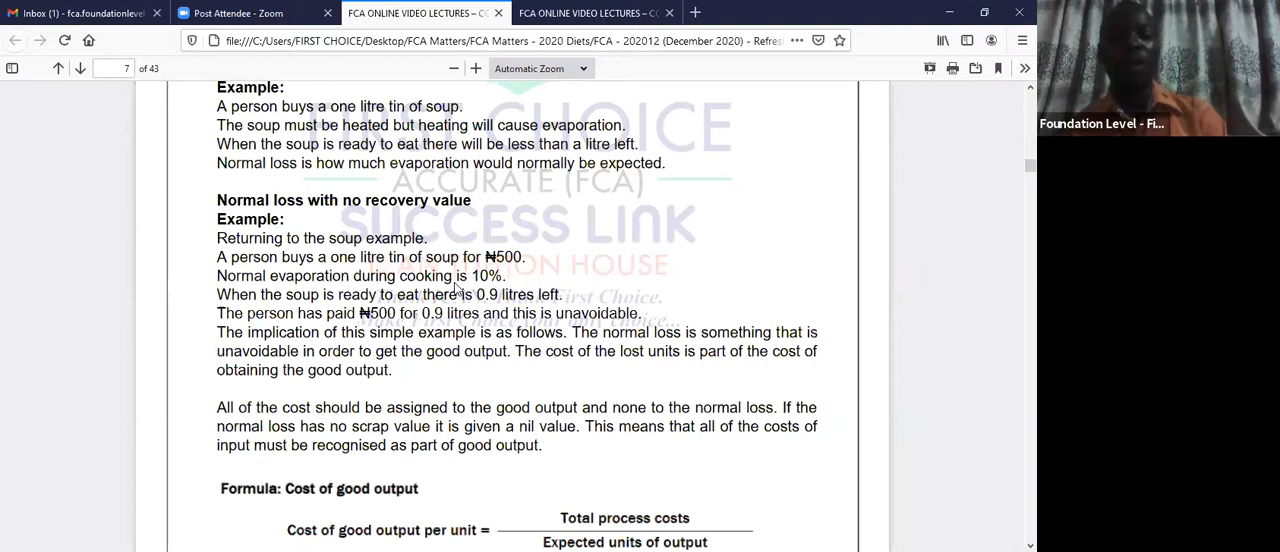 Inbox (1) - fca.foundationlevel
Post Attendee - Zoom
FCA ONLINE VIDEO LECTURES – CC
FCA ONLINE VIDEO LECTURES – CC
file:///C:/Users/FIRST CHOICE/Desktop/FCA Matters/FCA Matters - 2020 Diets/FCA - 202012 (December 2020) - Refres
7 of 43
Automatic Zoom
Foundation Level - Fi...
Example:
A person buys a one litre tin of soup.
The soup must be heated but heating will cause evaporation.
When the soup is ready to eat there will be less than a litre left.
Normal loss is how much evaporation would normally be expected.
FIRST CHOICE
ACCURATE (FCA)
SUCCESS LINK
Normal loss with no recovery value
Example:
Returning to the soup example.
A person buys a one litre tin of soup for ₦500.
Normal evaporation during cooking is 10%.
When the soup is ready to eat there is 0.9 litres left.
The person has paid ₦500 for 0.9 litres and this is unavoidable.
The implication of this simple example is as follows. The normal loss is something that is
unavoidable in order to get the good output. The cost of the lost units is part of the cost of
obtaining the good output.
All of the cost should be assigned to the good output and none to the normal loss. If the
normal loss has no scrap value it is given a nil value. This means that all of the costs of
input must be recognised as part of good output.
Formula: Cost of good output
Cost of good output per unit =
Total process costs
Expected units of output